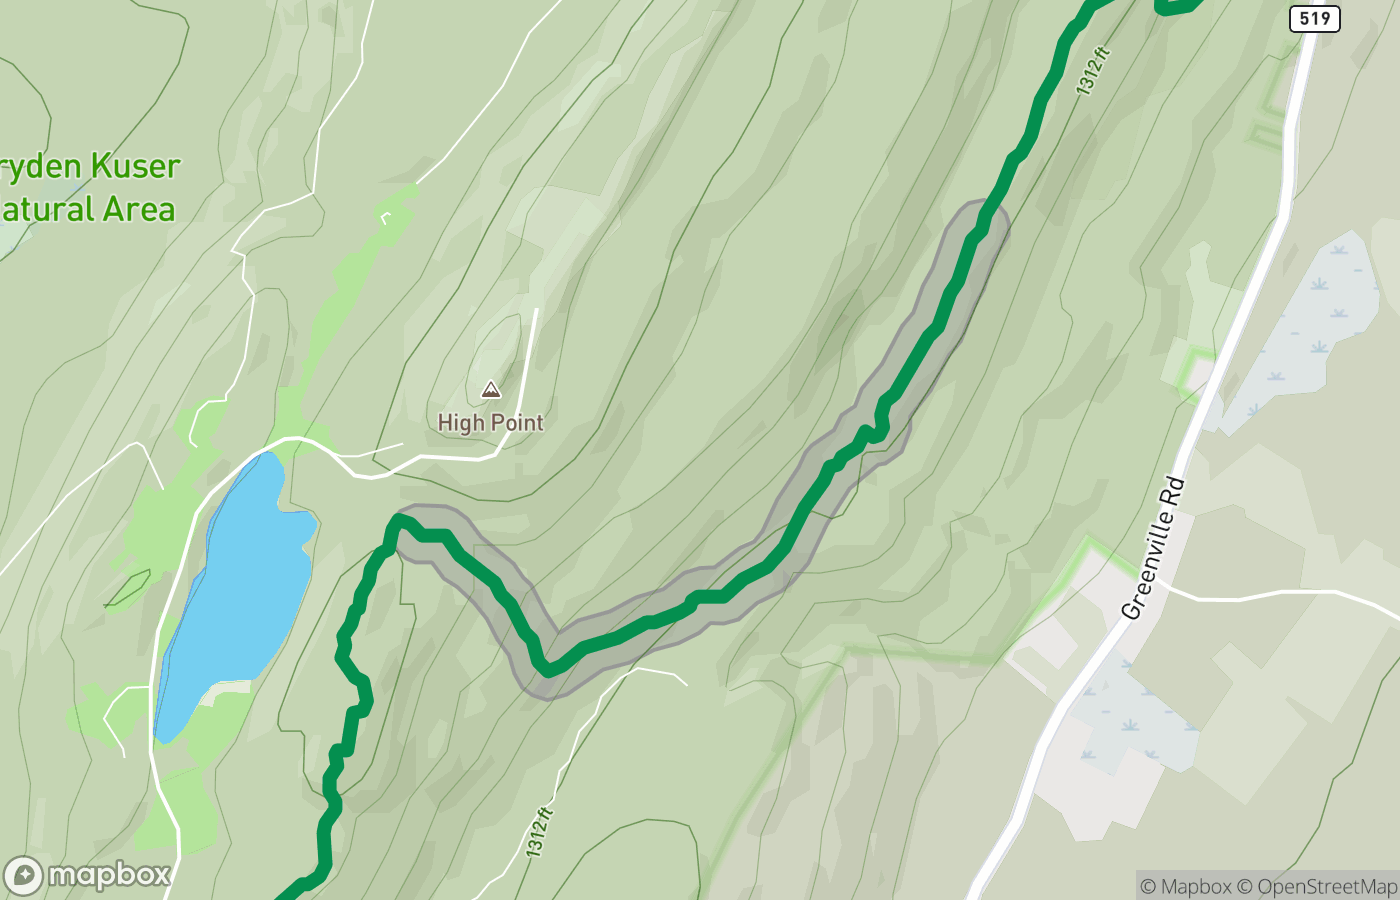 519
1312 ft
ryden Kuser
atural Area
High Point
Greenville Rd
1312 ft
mapbox
© Mapbox © OpenStreetMap